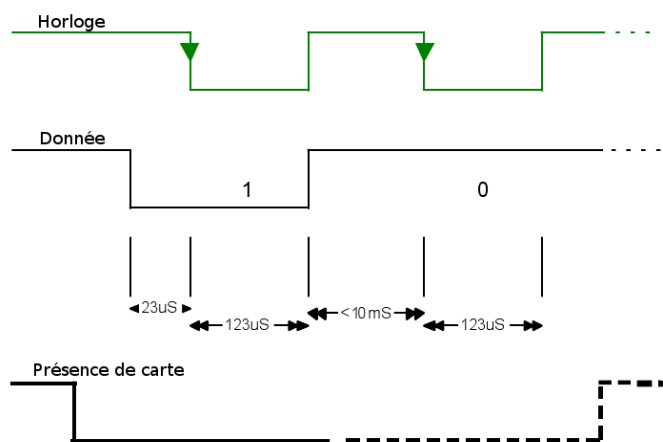 Horloge
Donnée
1 0
23uS
123uS
<10mS
123uS
Présence de carte